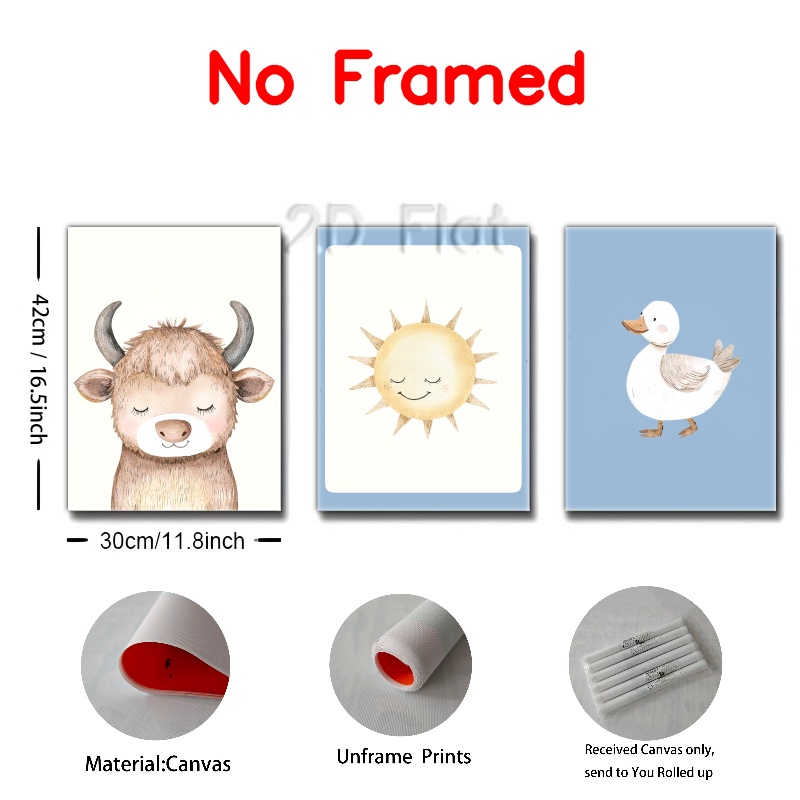 No Framed
2D Flat
42cm / 16.5inch
30cm/11.8inch
Material:Canvas
Unframe Prints
Received Canvas only,
send to You Rolled up